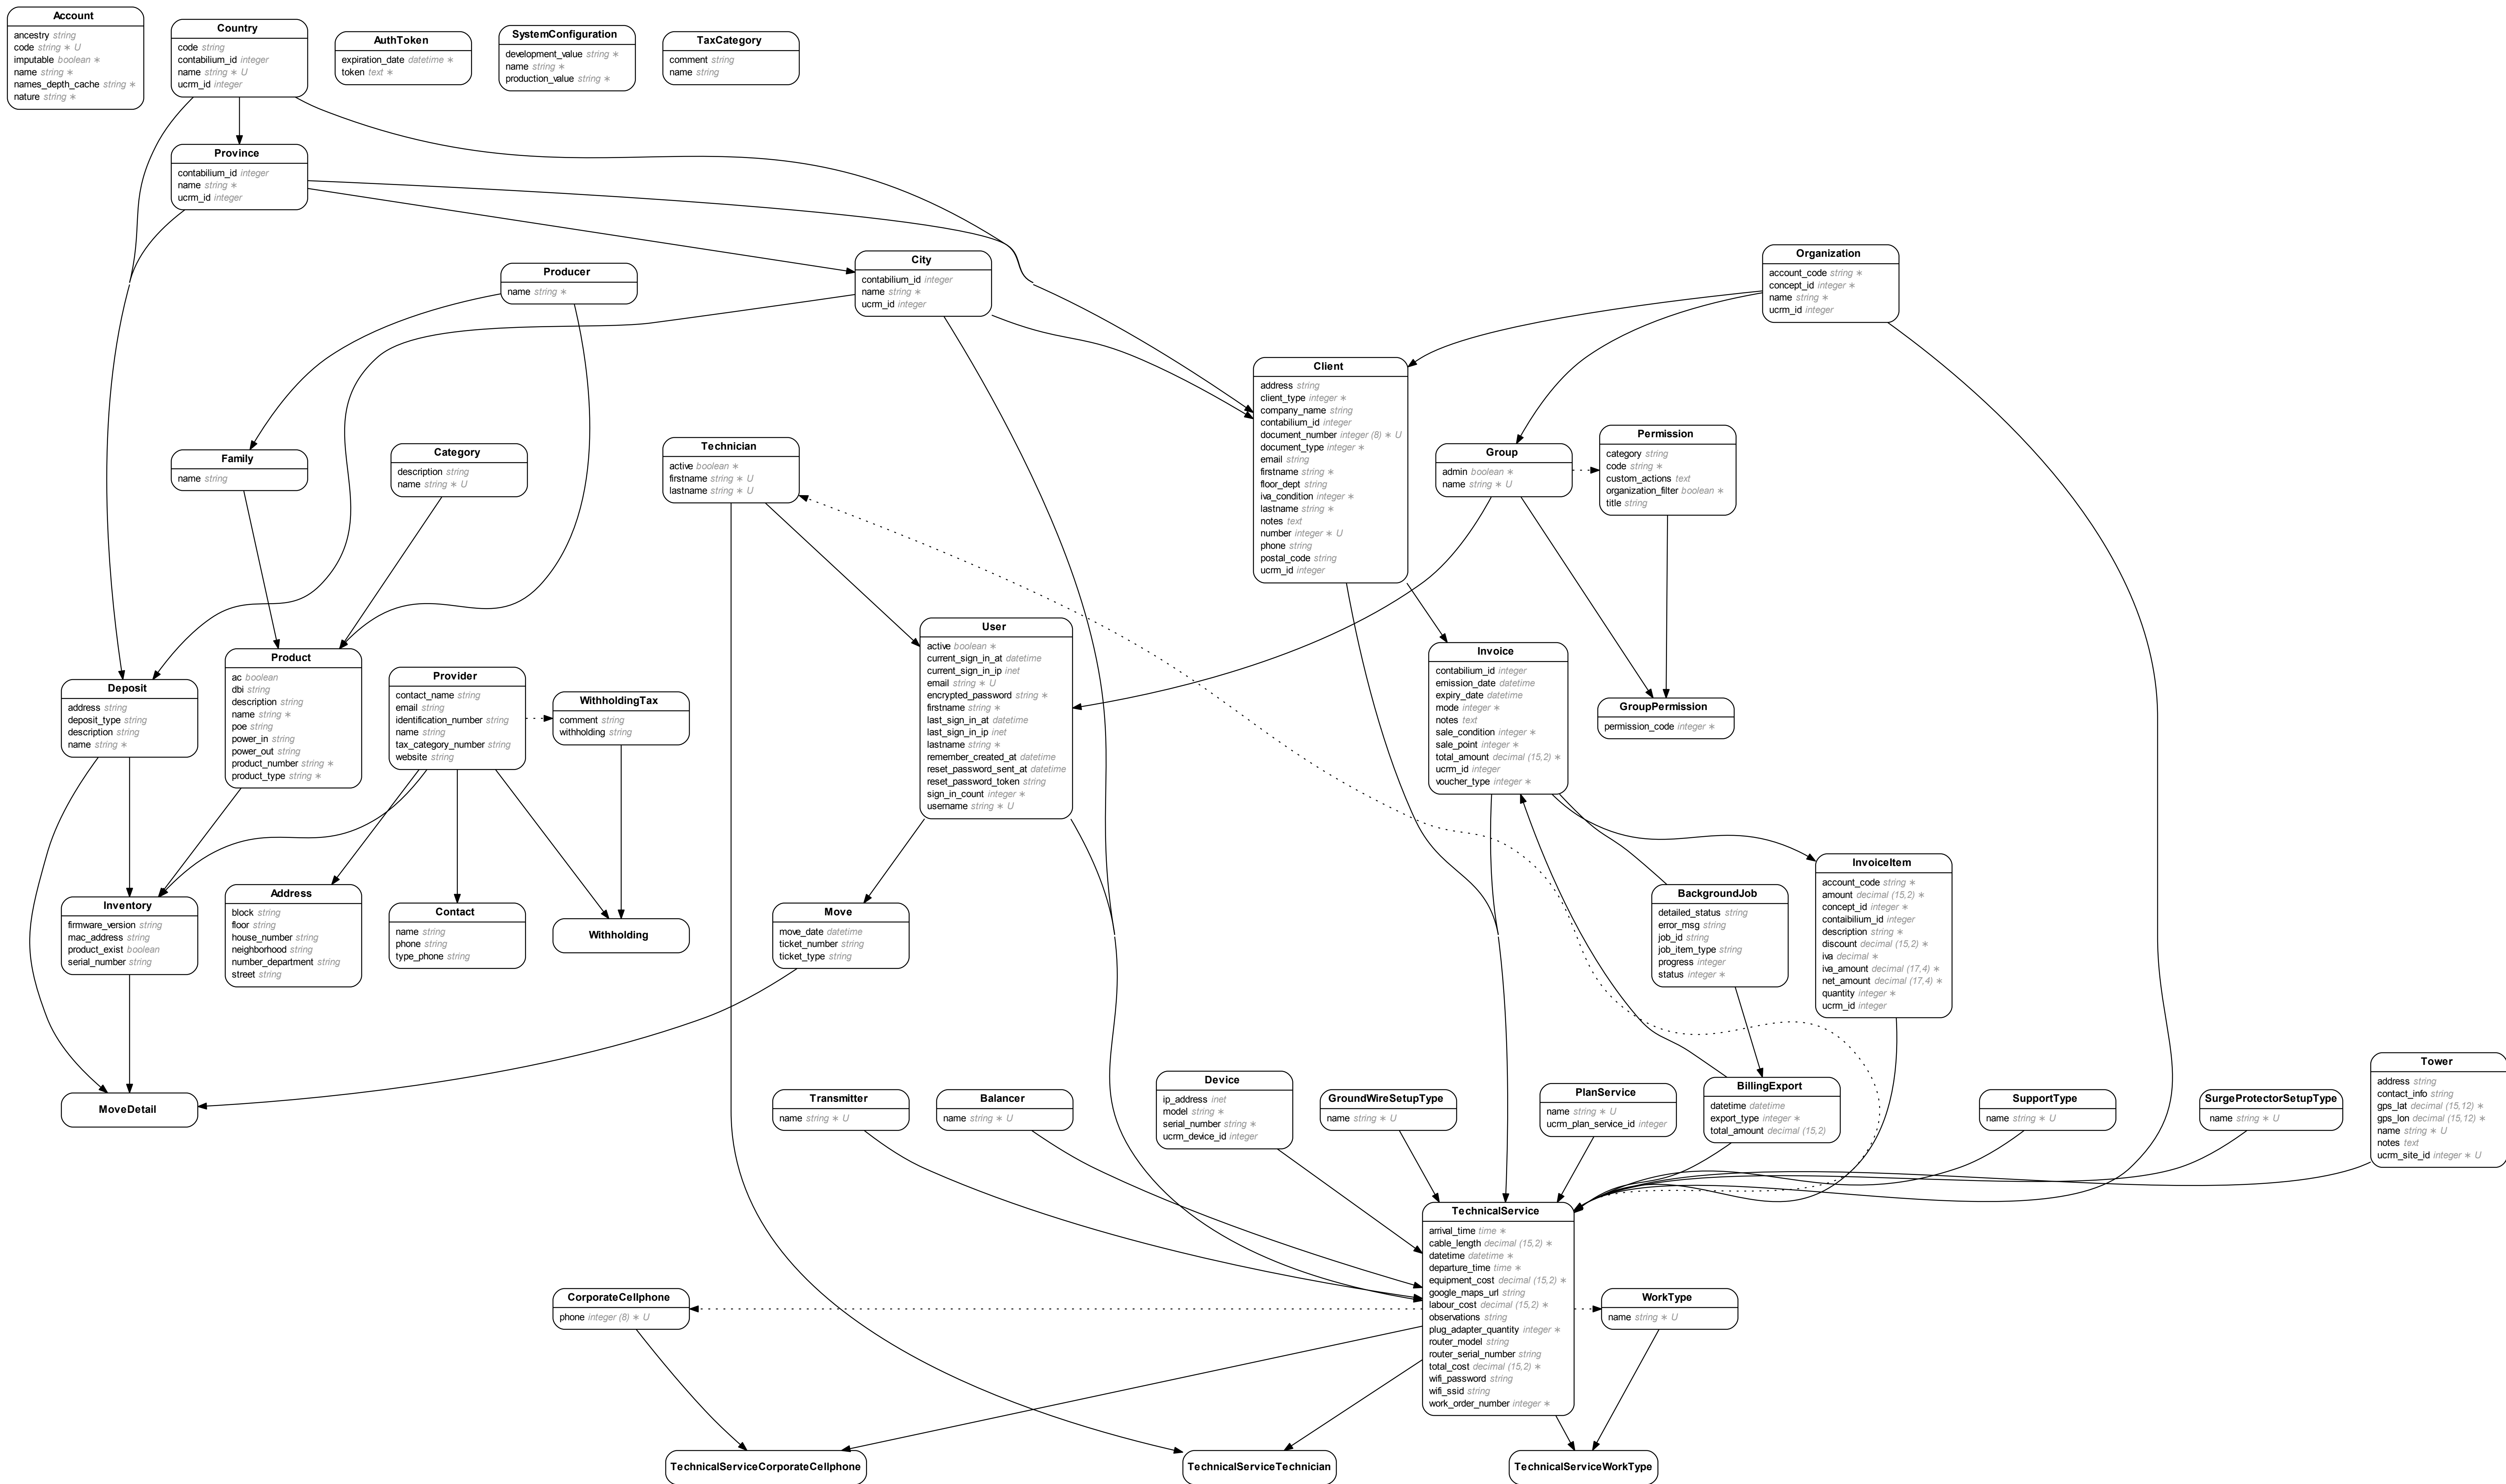 Account
ancestry string
code string ∗ U
imputable boolean ∗
name string ∗
names_depth_cache string ∗
nature string ∗
Country
code string
contabilium_id integer
name string ∗ U
ucrm_id integer
AuthToken
expiration_date datetime ∗
token text ∗
SystemConfiguration
development_value string ∗
name string ∗
production_value string ∗
TaxCategory
comment string
name string
Province
contabilium_id integer
name string ∗
ucrm_id integer
City
contabilium_id integer
name string ∗
ucrm_id integer
Organization
account_code string ∗
concept_id integer ∗
name string ∗
ucrm_id integer
Producer
name string ∗
Client
address string
client_type integer ∗
company_name string
contabilium_id integer
document_number integer (8) ∗ U
document_type integer ∗
email string
firstname string ∗
floor_dept string
iva_condition integer ∗
lastname string ∗
notes text
number integer ∗ U
phone string
postal_code string
ucrm_id integer
Family
name string
Category
description string
name string ∗ U
Technician
active boolean ∗
firstname string ∗ U
lastname string ∗ U
Group
admin boolean ∗
name string ∗ U
Permission
category string
code string ∗
custom_actions text
organization_filter boolean ∗
title string
User
active boolean ∗
current_sign_in_at datetime
current_sign_in_ip inet
email string ∗ U
encrypted_password string ∗
firstname string ∗
last_sign_in_at datetime
last_sign_in_ip inet
lastname string ∗
remember_created_at datetime
reset_password_sent_at datetime
reset_password_token string
sign_in_count integer ∗
username string ∗ U
Invoice
contabilium_id integer
emission_date datetime
expiry_date datetime
mode integer ∗
notes text
sale_condition integer ∗
sale_point integer ∗
total_amount decimal (15,2) ∗
ucrm_id integer
voucher_type integer ∗
Deposit
address string
deposit_type string
description string
name string ∗
Product
ac boolean
dbi string
description string
name string ∗
poe string
power_in string
power_out string
product_number string ∗
product_type string ∗
Provider
contact_name string
email string
identification_number string
name string
tax_category_number string
website string
WithholdingTax
comment string
withholding string
GroupPermission
permission_code integer ∗
Inventory
firmware_version string
mac_address string
product_exist boolean
serial_number string
Address
block string
floor string
house_number string
neighborhood string
number_department string
street string
Contact
name string
phone string
type_phone string
Withholding
Move
move_date datetime
ticket_number string
ticket_type string
BackgroundJob
detailed_status string
error_msg string
job_id string
job_item_type string
progress integer
status integer ∗
InvoiceItem
account_code string ∗
amount decimal (15,2) ∗
concept_id integer ∗
contaibilium_id integer
description string ∗
discount decimal (15,2) ∗
iva decimal ∗
iva_amount decimal (17,4) ∗
net_amount decimal (17,4) ∗
quantity integer ∗
ucrm_id integer
MoveDetail
Transmitter
name string ∗ U
Balancer
name string ∗ U
Device
ip_address inet
model string ∗
serial_number string ∗
ucrm_device_id integer
GroundWireSetupType
name string ∗ U
PlanService
name string ∗ U
ucrm_plan_service_id integer
BillingExport
datetime datetime
export_type integer ∗
total_amount decimal (15,2)
SupportType
name string ∗ U
SurgeProtectorSetupType
name string ∗ U
Tower
address string
contact_info string
gps_lat decimal (15,12) ∗
gps_lon decimal (15,12) ∗
name string ∗ U
notes text
ucrm_site_id integer ∗ U
TechnicalService
arrival_time time ∗
cable_length decimal (15,2) ∗
datetime datetime ∗
departure_time time ∗
equipment_cost decimal (15,2) ∗
google_maps_url string
labour_cost decimal (15,2) ∗
observations string
plug_adapter_quantity integer ∗
router_model string
router_serial_number string
total_cost decimal (15,2) ∗
wifi_password string
wifi_ssid string
work_order_number integer ∗
CorporateCellphone
phone integer (8) ∗ U
WorkType
name string ∗ U
TechnicalServiceCorporateCellphone
TechnicalServiceTechnician
TechnicalServiceWorkType